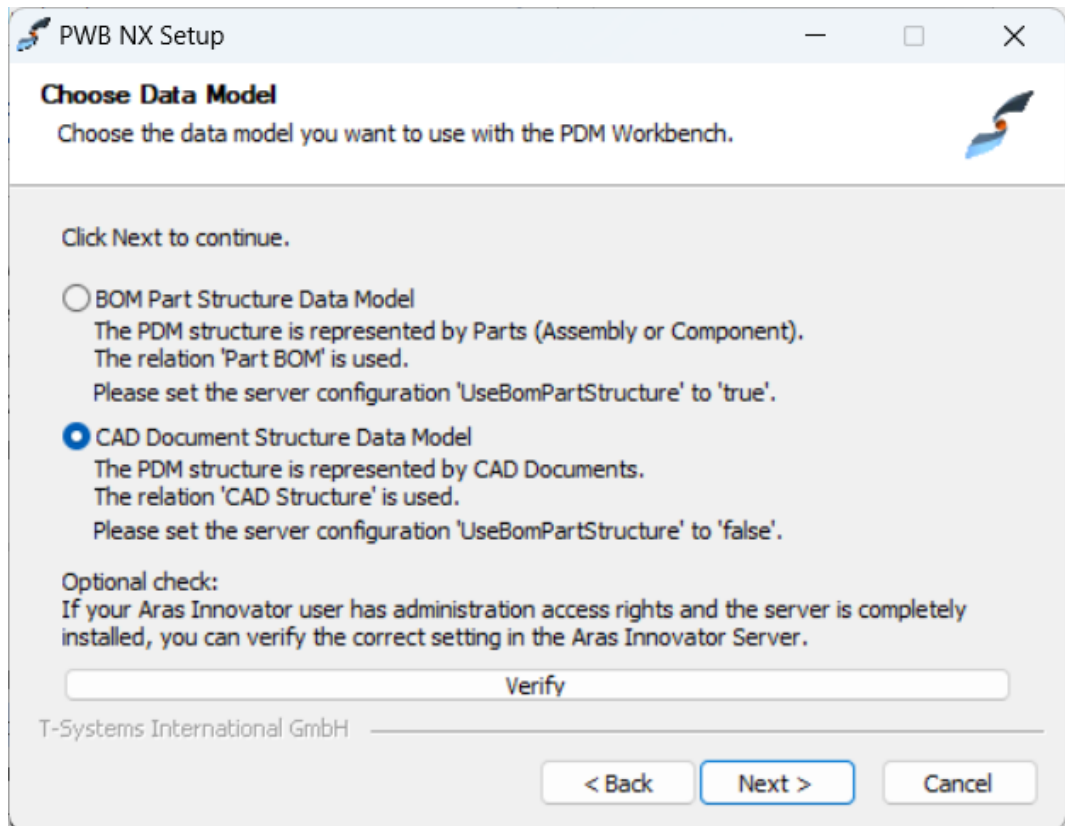 PWB NX Setup
Choose Data Model
Choose the data model you want to use with the PDM Workbench.
Click Next to continue.
BOM Part Structure Data Model
The PDM structure is represented by Parts (Assembly or Component).
The relation 'Part BOM' is used.
Please set the server configuration 'UseBomPartStructure' to 'true'.
CAD Document Structure Data Model
The PDM structure is represented by CAD Documents.
The relation 'CAD Structure' is used.
Please set the server configuration 'UseBomPartStructure' to 'false'.
Optional check:
If your Aras Innovator user has administration access rights and the server is completely
installed, you can verify the correct setting in the Aras Innovator Server.
Verify
T-Systems International GmbH
< Back Next > Cancel